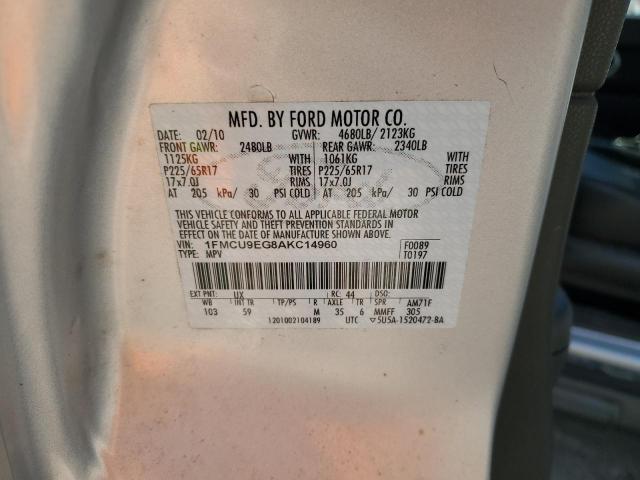 MFD. BY FORD MOTOR CO.
DATE: 02/10 GVWR: 4680LB/ 2123KG
FRONT GAWR: 2480LB REAR GAWR: 2340LB
1125KG WITH 1061KG WITH
P225/65R17 TIRES P225/65R17 TIRES
17x7.0J RIMS 17x7.0J RIMS
AT 205 kPa/ 30 PSI COLD AT 205 kPa/ 30 PSI COLD
THIS VEHICLE CONFORMS TO ALL APPLICABLE FEDERAL MOTOR
VEHICLE SAFETY AND THEFT PREVENTION STANDARDS IN EFFECT ON THE
DATE OF MANUFACTURE SHOWN ABOVE.
VIN: 1FMCU9EG8AKC14960 F0089
TYPE: MPV T0197
EXT PNT: UX RC: 44 DSO:
WB INT TR TP/PS R AXLE TR SPR AM71F
103 59 M 35 6 MMFF 305
1201002104189 UTC ▽5U5A-1520472-BA